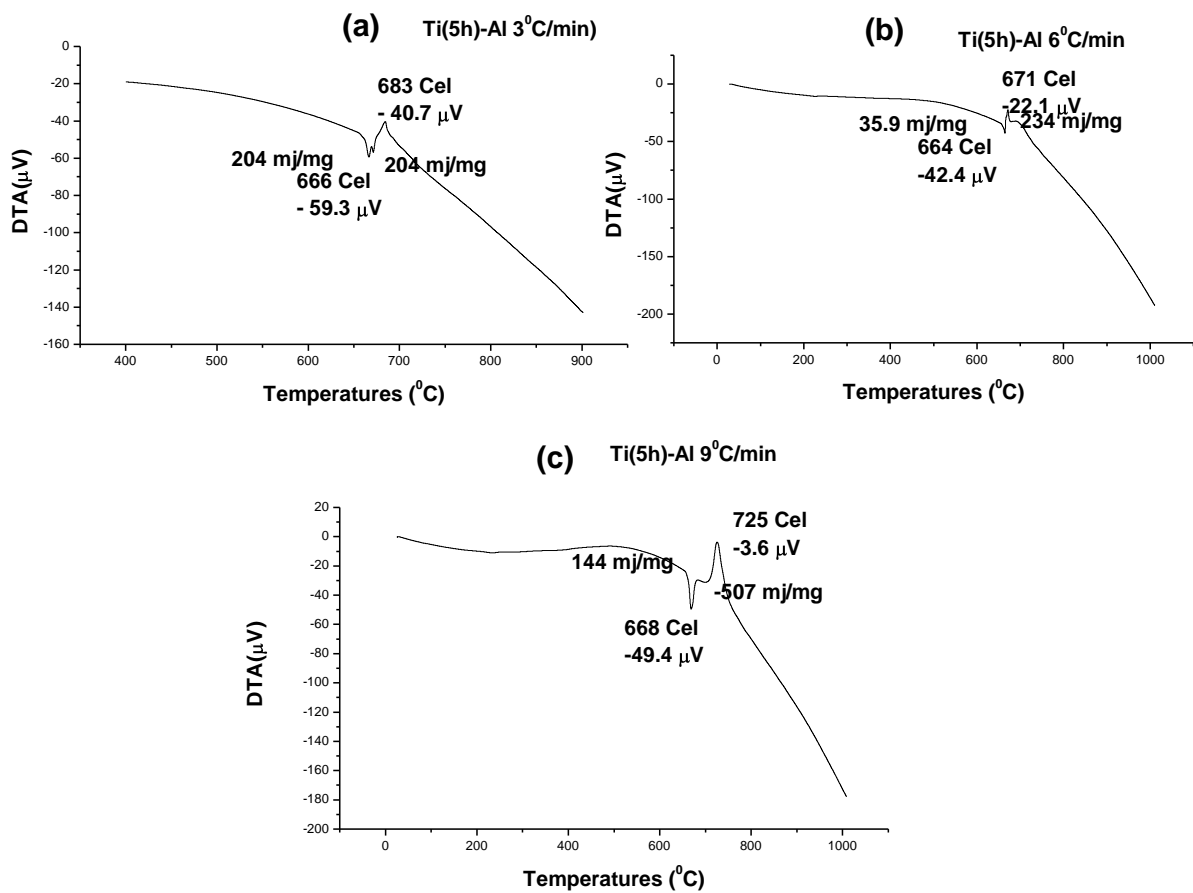 (a) Ti(5h)-Al 3⁰C/min)
0
-20
-40
-60
-80
-100
-120
-140
-160
DTA(μV)
683 Cel
- 40.7 μV
204 mj/mg
204 mj/mg
666 Cel
- 59.3 μV
400 500 600 700 800 900
Temperatures (⁰C)
(b) Ti(5h)-Al 6⁰C/min
0
-50
-100
-150
-200
DTA(μV)
671 Cel
-22.1 μV
35.9 mj/mg
234 mj/mg
664 Cel
-42.4 μV
0 200 400 600 800 1000
Temperatures (⁰C)
(c) Ti(5h)-Al 9⁰C/min
20
0
-20
-40
-60
-80
-100
-120
-140
-160
-180
-200
DTA(μV)
725 Cel
-3.6 μV
144 mj/mg
-507 mj/mg
668 Cel
-49.4 μV
0 200 400 600 800 1000
Temperatures (⁰C)